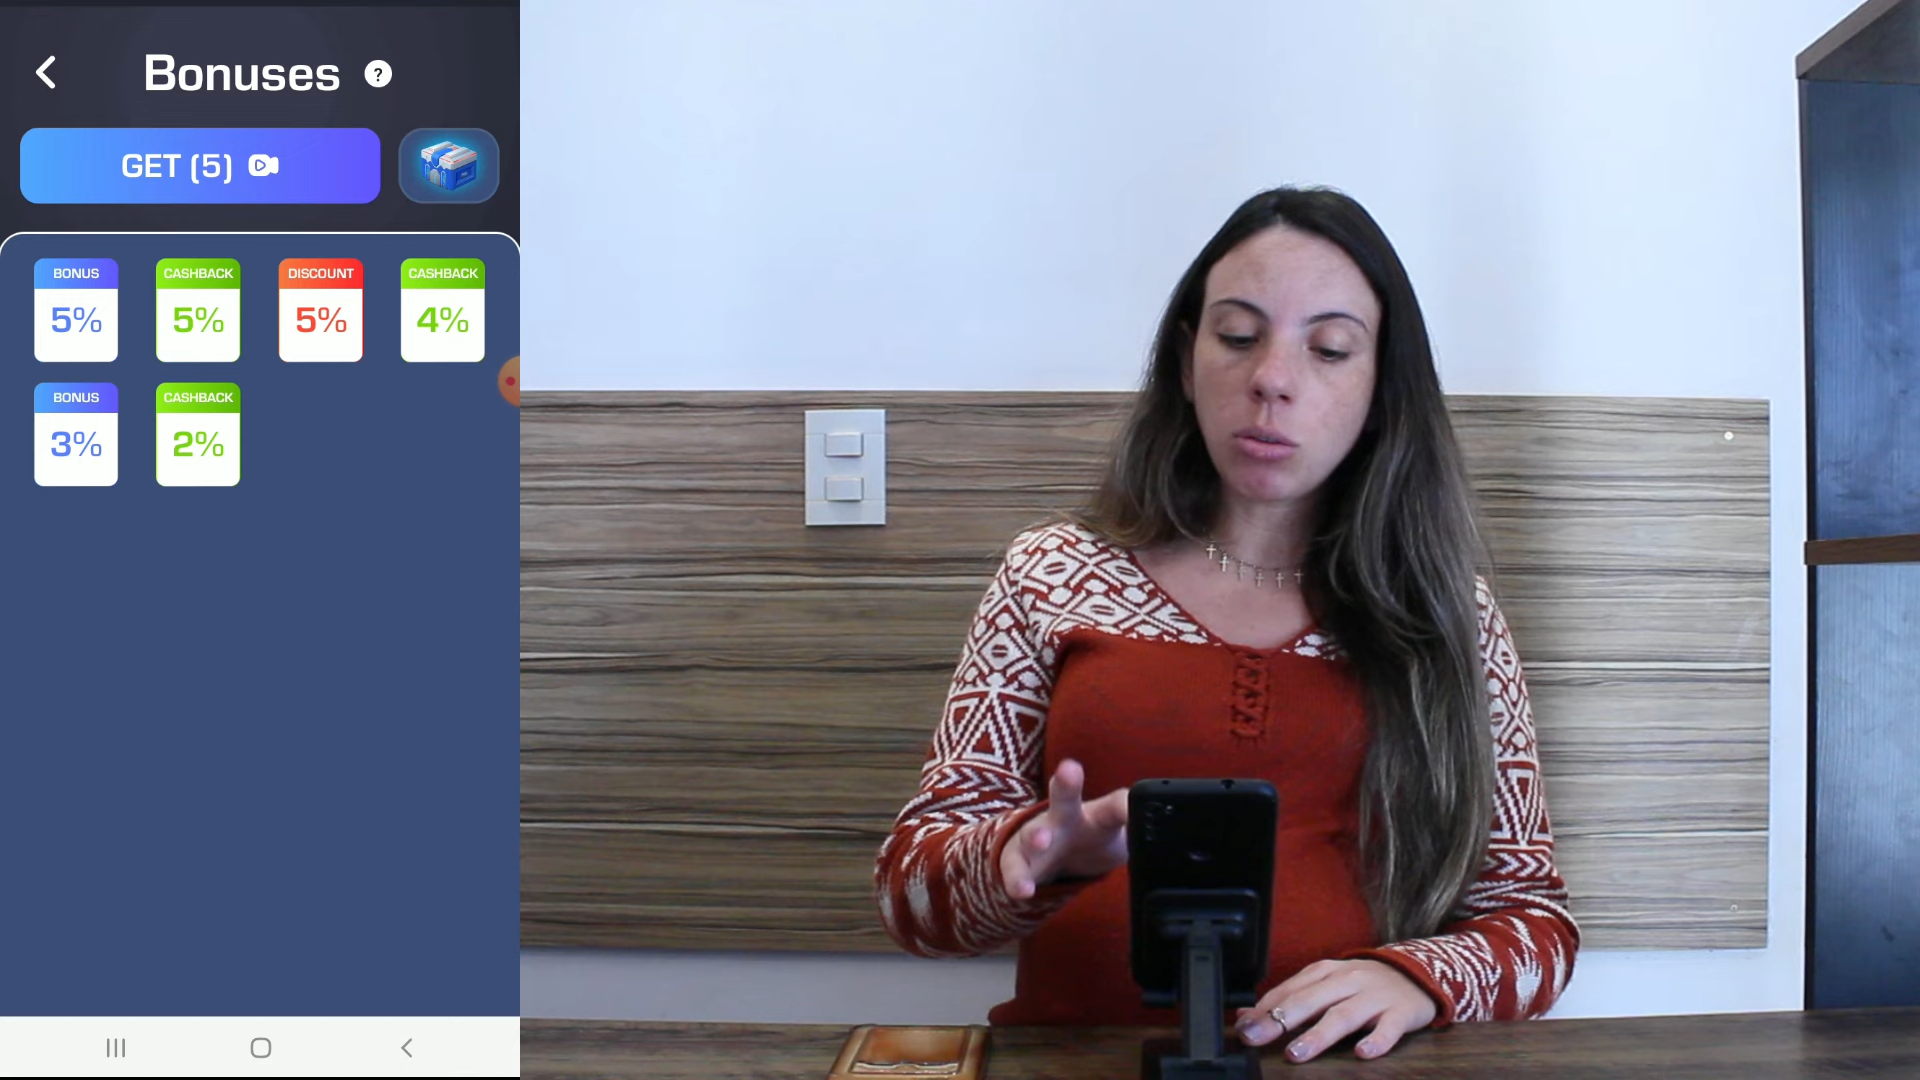 Bonuses ?
GET (5)
BONUS CASHBACK DISCOUNT CASHBACK
5% 5% 5% 4%
BONUS CASHBACK
3% 2%